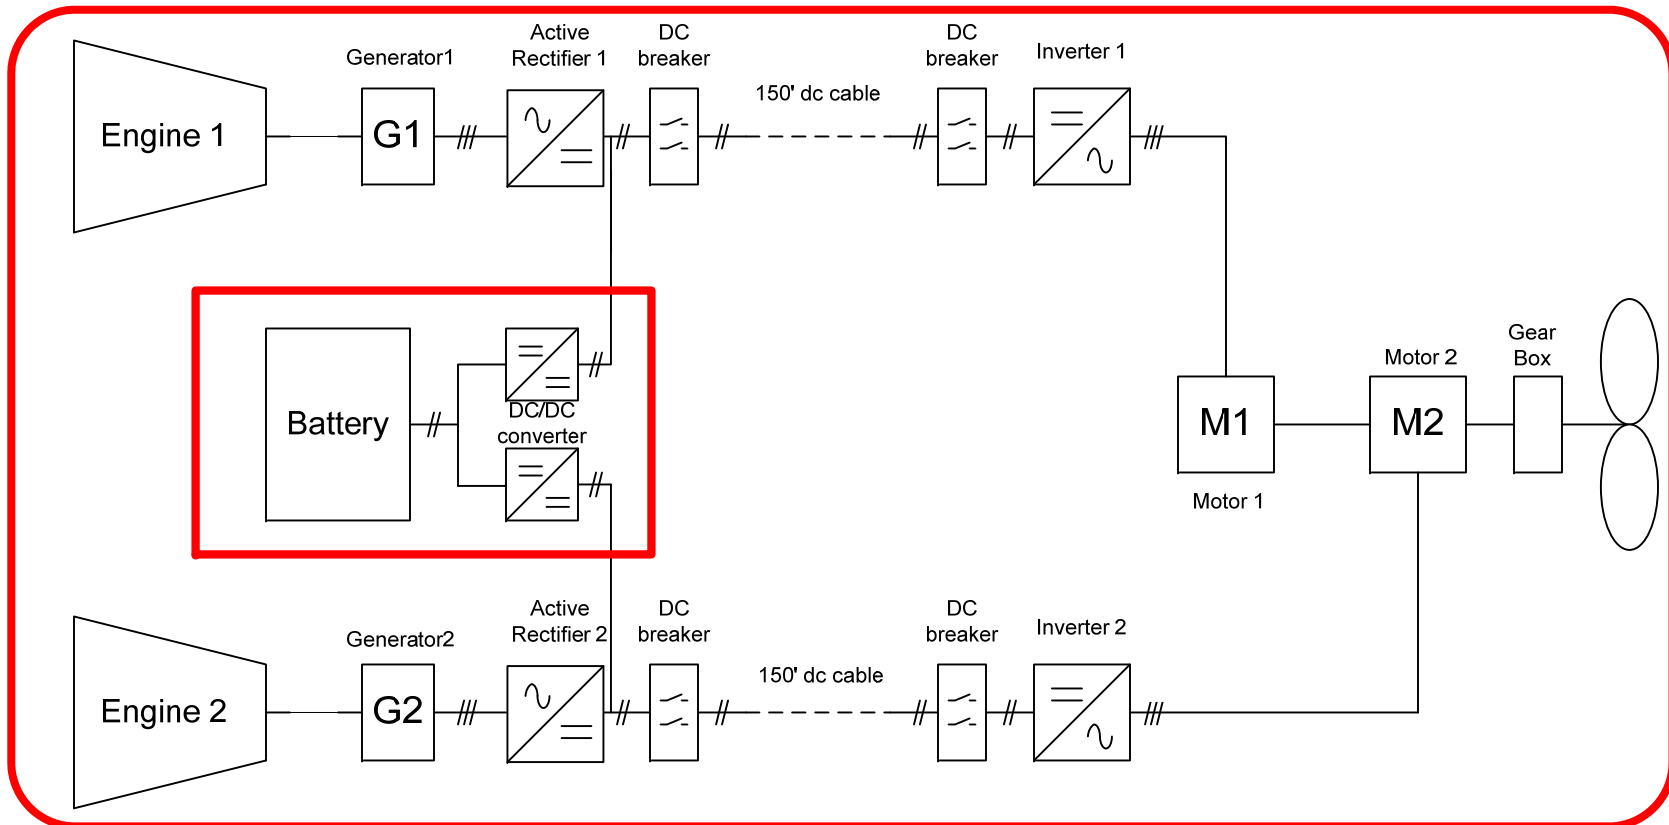 Generator1
Active
Rectifier 1
DC
breaker
150' dc cable
DC
breaker
Inverter 1
Engine 1
G1
Battery
DC/DC
converter
Motor 2
Gear
Box
M1
M2
Motor 1
Generator2
Active
Rectifier 2
DC
breaker
150' dc cable
DC
breaker
Inverter 2
Engine 2
G2